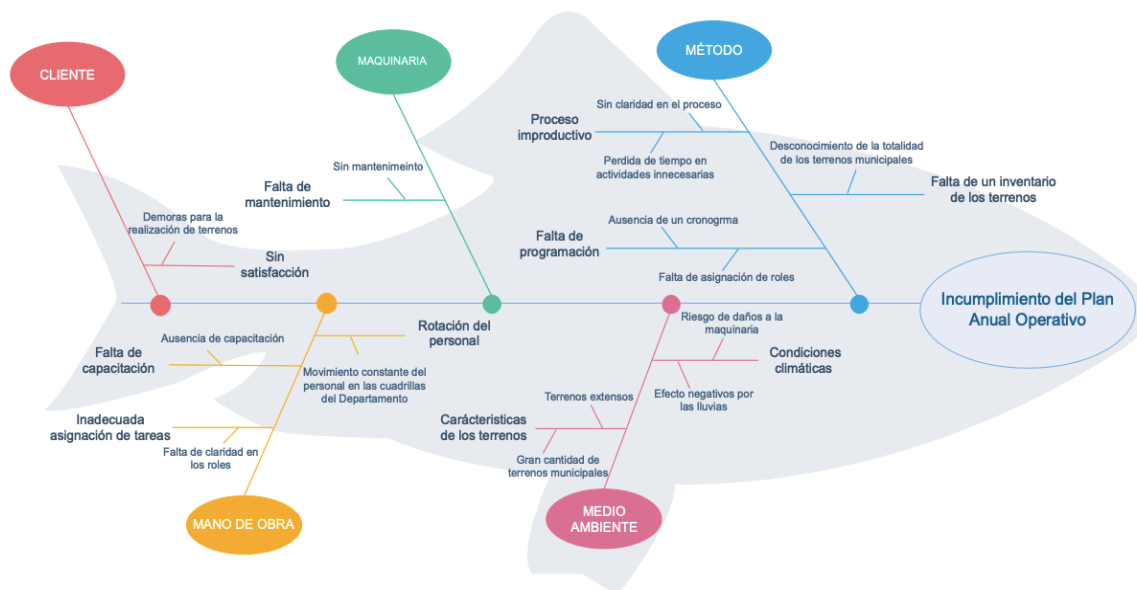 CLIENTE
MAQUINARIA
MÉTODO
Sin claridad en el proceso
Proceso
improductivo
Perdida de tiempo en
actividades innecesarias
Desconocimiento de la totalidad
de los terrenos municipales
Falta de un inventario
de los terrenos
Sin mantenimeinto
Falta de
mantenimiento
Demoras para la
realización de terrenos
Sin
satisfacción
Ausencia de un cronogrma
Falta de
programación
Falta de asignación de roles
Incumplimiento del Plan
Anual Operativo
Ausencia de capacitación
Falta de
capacitación
Rotación del
personal
Movimiento constante del
personal en las cuadrillas
del Departamento
Inadecuada
asignación de tareas
Falta de claridad en
los roles
MANO DE OBRA
Riesgo de daños a la
maquinaria
Condiciones
climáticas
Efecto negativos por
las lluvías
Terrenos extensos
Carácteristicas
de los terrenos
Gran cantidad de
terrenos municipales
MEDIO
AMBIENTE